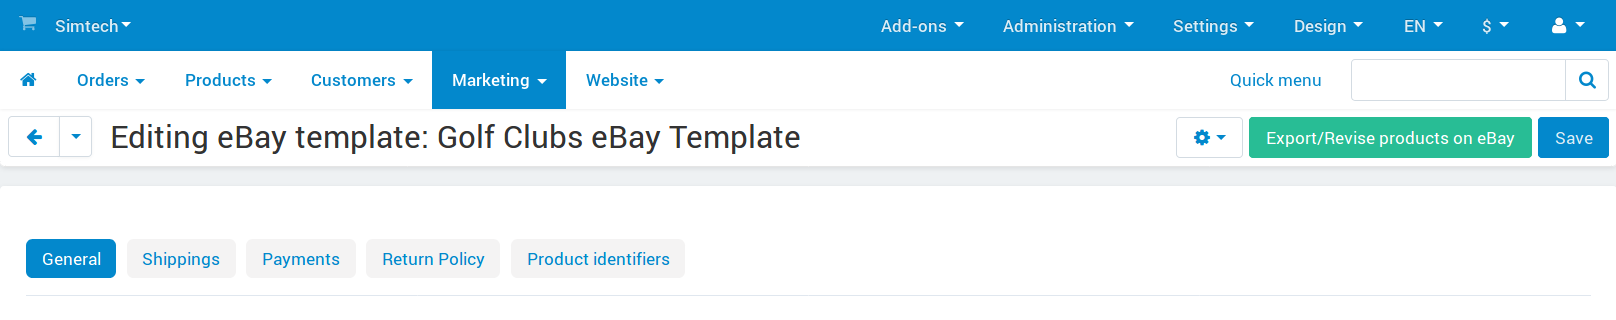 Simtech Add-ons Administration Settings Design EN $
Orders Products Customers Marketing Website Quick menu
Editing eBay template: Golf Clubs eBay Template Export/Revise products on eBay Save
General Shippings Payments Return Policy Product identifiers